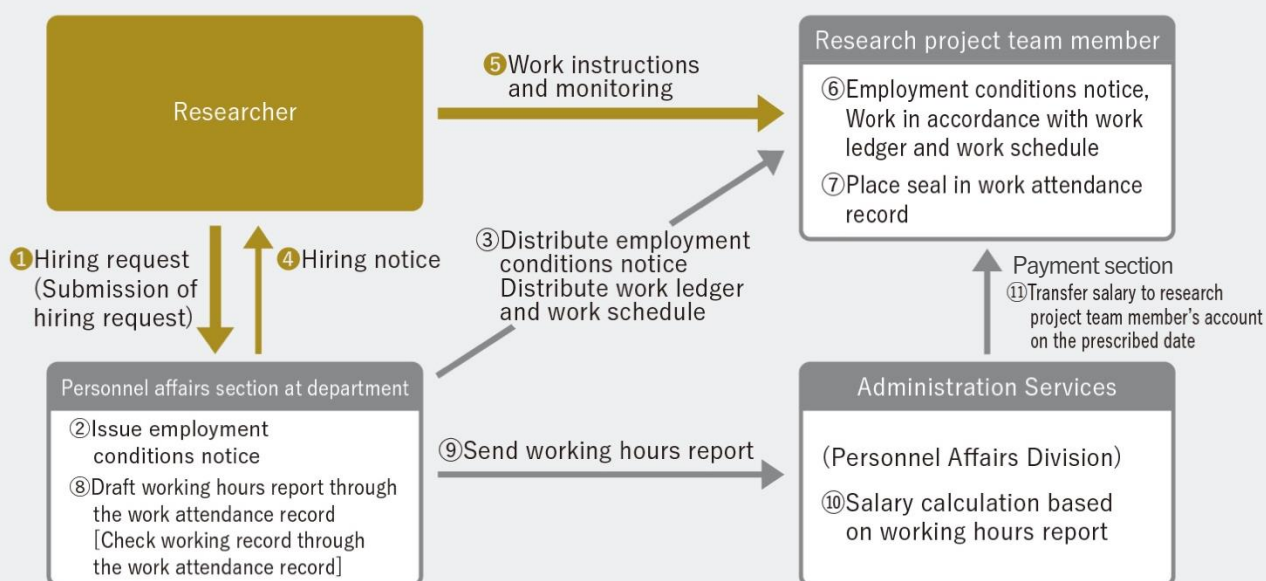 Researcher
❺Work instructions
and monitoring
Research project team member
⑥Employment conditions notice,
Work in accordance with work
ledger and work schedule
⑦Place seal in work attendance
record
❶Hiring request
(Submission of
hiring request)
❹Hiring notice
③Distribute employment
conditions notice
Distribute work ledger
and work schedule
Payment section
⑪Transfer salary to research
project team member's account
on the prescribed date
Personnel affairs section at department
②Issue employment
conditions notice
⑧Draft working hours report through
the work attendance record
[Check working record through
the work attendance record]
⑨Send working hours report
Administration Services
(Personnel Affairs Division)
⑩Salary calculation based
on working hours report